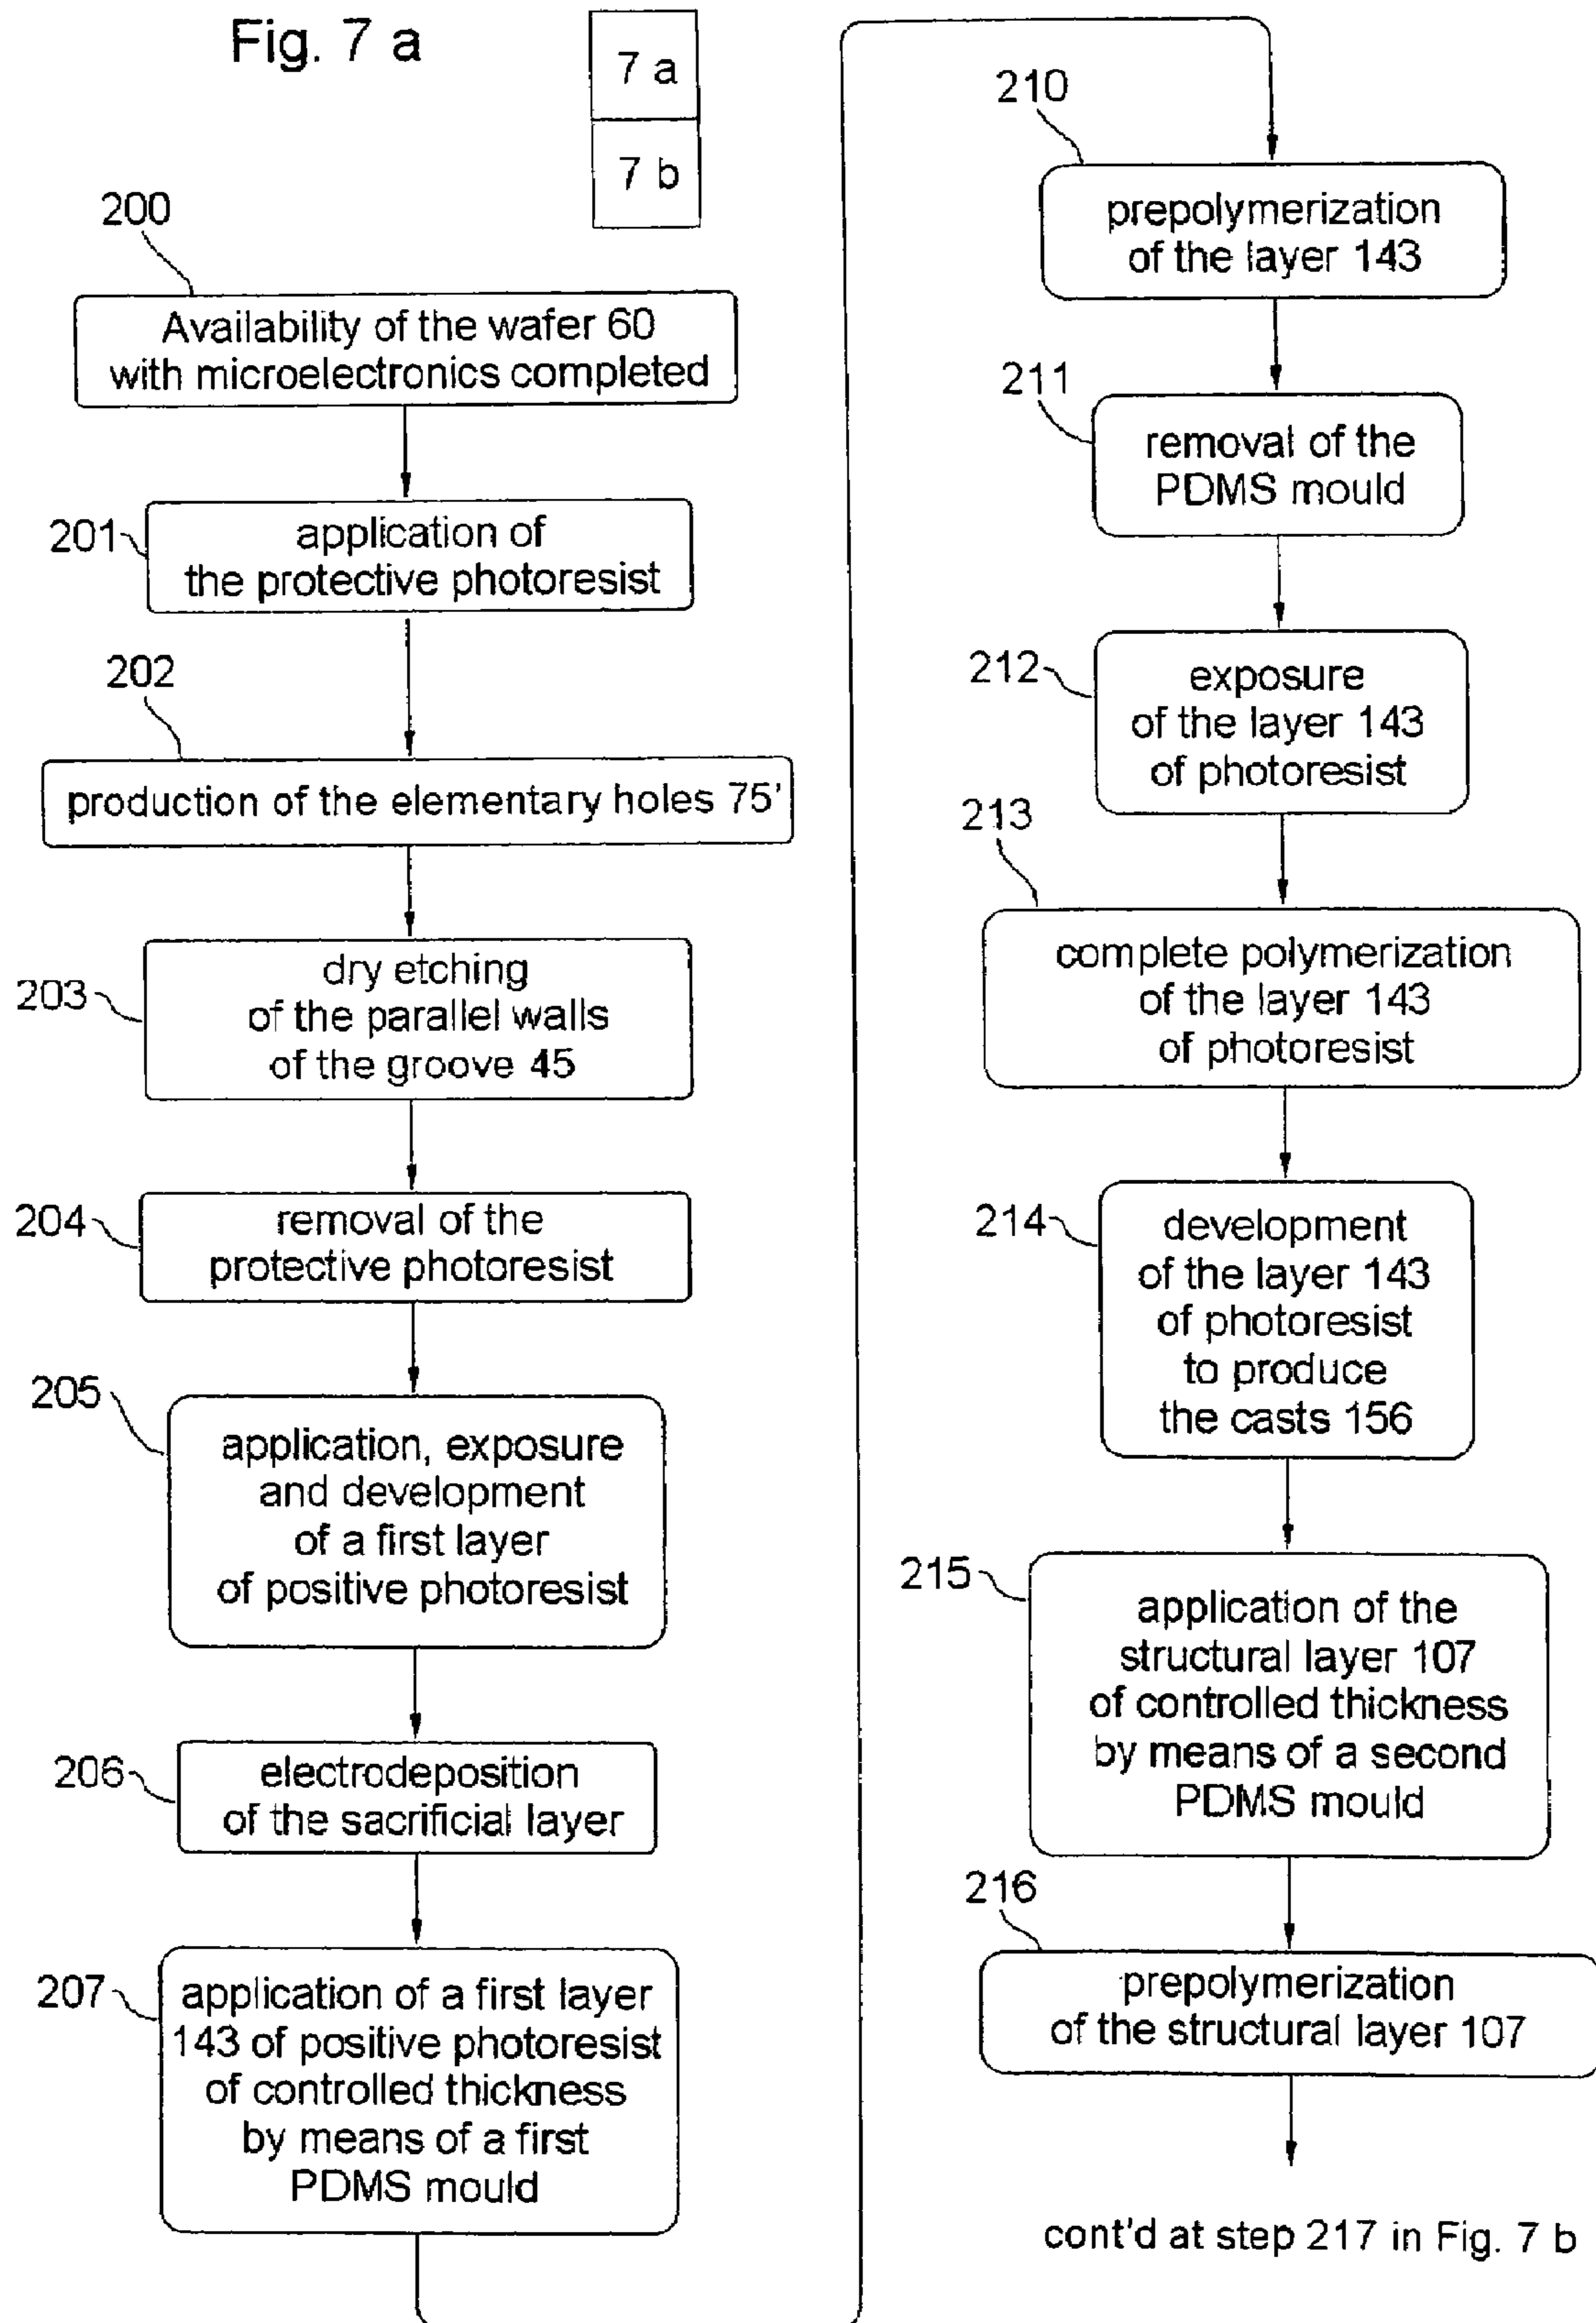 Fig. 7 a
7 a
7 b
200
Availability of the wafer 60
with microelectronics completed
201
application of
the protective photoresist
202
production of the elementary holes 75'
203
dry etching
of the parallel walls
of the groove 45
204
removal of the
protective photoresist
205
application, exposure
and development
of a first layer
of positive photoresist
206
electrodeposition
of the sacrificial layer
207
application of a first layer
143 of positive photoresist
of controlled thickness
by means of a first
PDMS mould
210
prepolymerization
of the layer 143
211
removal of the
PDMS mould
212
exposure
of the layer 143
of photoresist
213
complete polymerization
of the layer 143
of photoresist
214
development
of the layer 143
of photoresist
to produce
the casts 156
215
application of the
structural layer 107
of controlled thickness
by means of a second
PDMS mould
216
prepolymerization
of the structural layer 107
cont'd at step 217 in Fig. 7 b